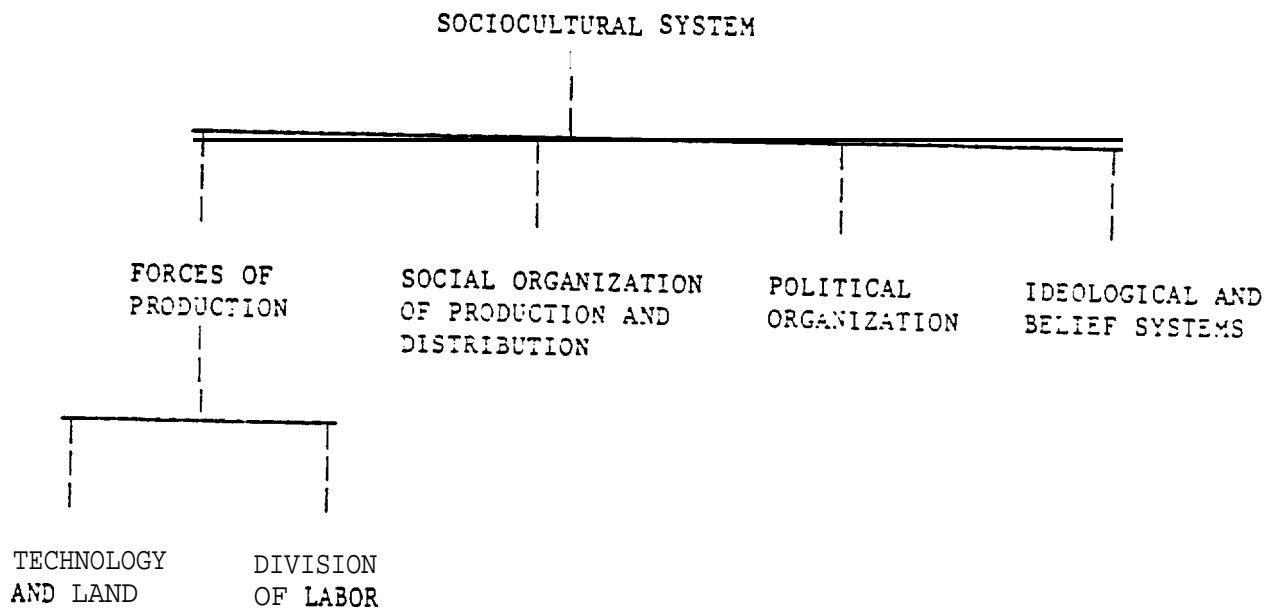 SOCIOCULTURAL SYSTEM
FORCES OF
PRODUCTION
SOCIAL ORGANIZATION
OF PRODUCTION AND
DISTRIBUTION
POLITICAL
ORGANIZATION
IDEOLOGICAL AND
BELIEF SYSTEMS
TECHNOLOGY
AND LAND
DIVISION
OF LABOR